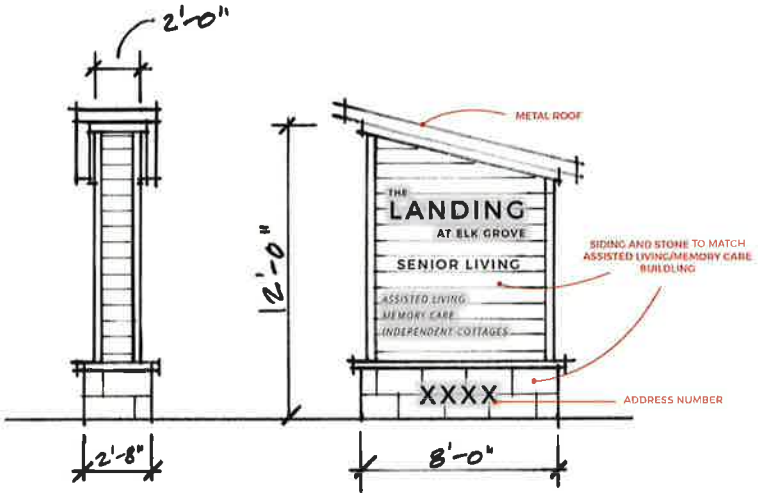 2'-0"
METAL ROOF
THE
LANDING
AT ELK GROVE
SENIOR LIVING
ASSISTED LIVING
MEMORY CARE
INDEPENDENT COTTAGES
12'-0"
SIDING AND STONE TO MATCH
ASSISTED LIVING/MEMORY CARE
BUILDLING
XXXX
ADDRESS NUMBER
2'-8"
8'-0"